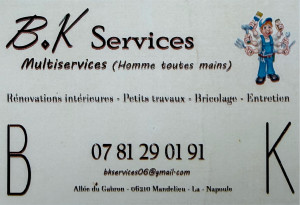 B.K Services
Multiservices (Homme toutes mains)
Rénovations intérieures - Petits travaux - Bricolage - Entretien
B K
07 81 29 01 91
bkservices06@gmail.com
Allée du Gabron - 06210 Mandelieu - La - Napoule